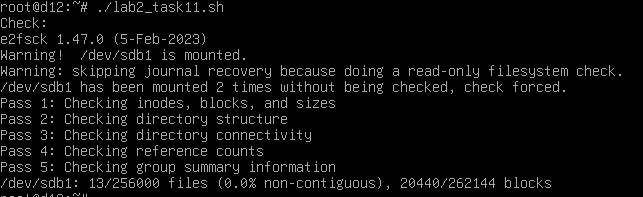 root@d12:~# ./lab2_task11.sh
Check:
e2fsck 1.47.0 (5-Feb-2023)
Warning!  /dev/sdb1 is mounted.
Warning: skipping journal recovery because doing a read-only filesystem check.
/dev/sdb1 has been mounted 2 times without being checked, check forced.
Pass 1: Checking inodes, blocks, and sizes
Pass 2: Checking directory structure
Pass 3: Checking directory connectivity
Pass 4: Checking reference counts
Pass 5: Checking group summary information
/dev/sdb1: 13/256000 files (0.0% non-contiguous), 20440/262144 blocks
root@d12:~#